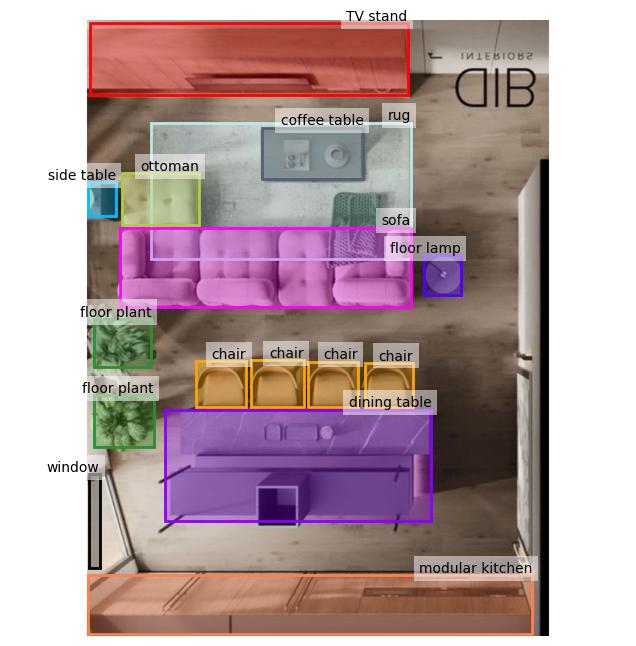 TV stand
INTERIORS
DIB
rug
coffee table
ottoman
side table
sofa
floor lamp
floor plant
chair
chair
chair
chair
floor plant
dining table
window
modular kitchen